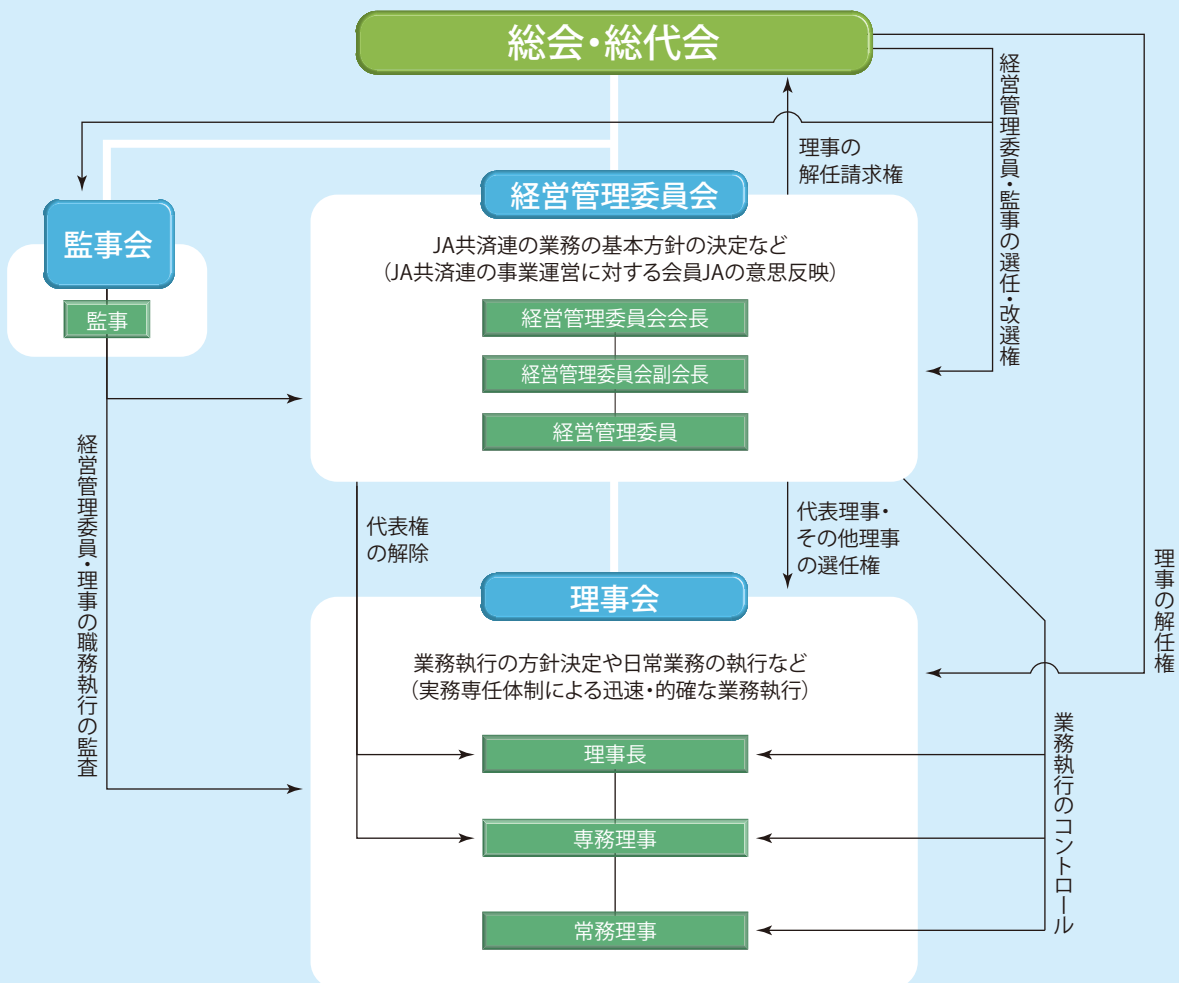 総会・総代会
経営管理委員・監事の選任・改選権
理事の
解任請求権
経営管理委員会
監事会
JA共済連の業務の基本方針の決定など
（JA共済連の事業運営に対する会員JAの意思反映）
監事
経営管理委員会会長
経営管理委員会副会長
経営管理委員
経営管理委員・理事の職務執行の監査
代表権
の解除
代表理事・
その他理事
の選任権
理事の解任権
理事会
業務執行の方針決定や日常業務の執行など
（実務専任体制による迅速・的確な業務執行）
理事長
専務理事
常務理事
業務執行のコントロール